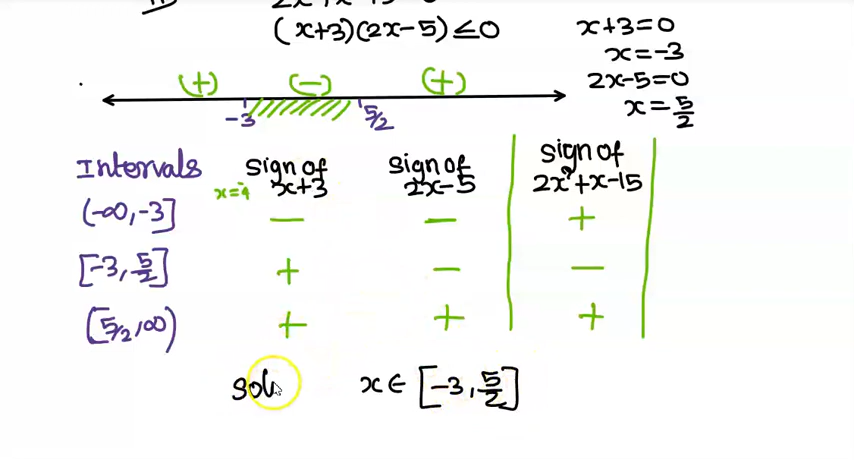 (x+3)(2x-5) ≤0
x+3=0
x=-3
2x-5=0
x=5/2
(+) (-) (+)
-3 5/2
Intervals sign of x+3 sign of 2x-5 sign of 2x²+x-15
x=-4
(-∞,-3] - - +
[-3, 5/2] + - -
[5/2, ∞) + + +
Sol x∈ [-3, 5/2]